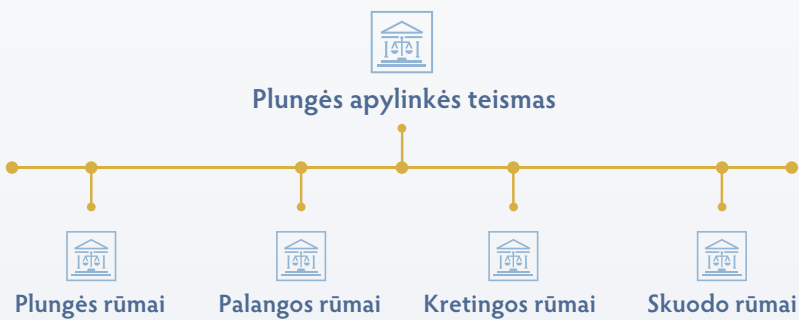 Plungės apylinkės teismas
Plungės rūmai
Palangos rūmai
Kretingos rūmai
Skuodo rūmai